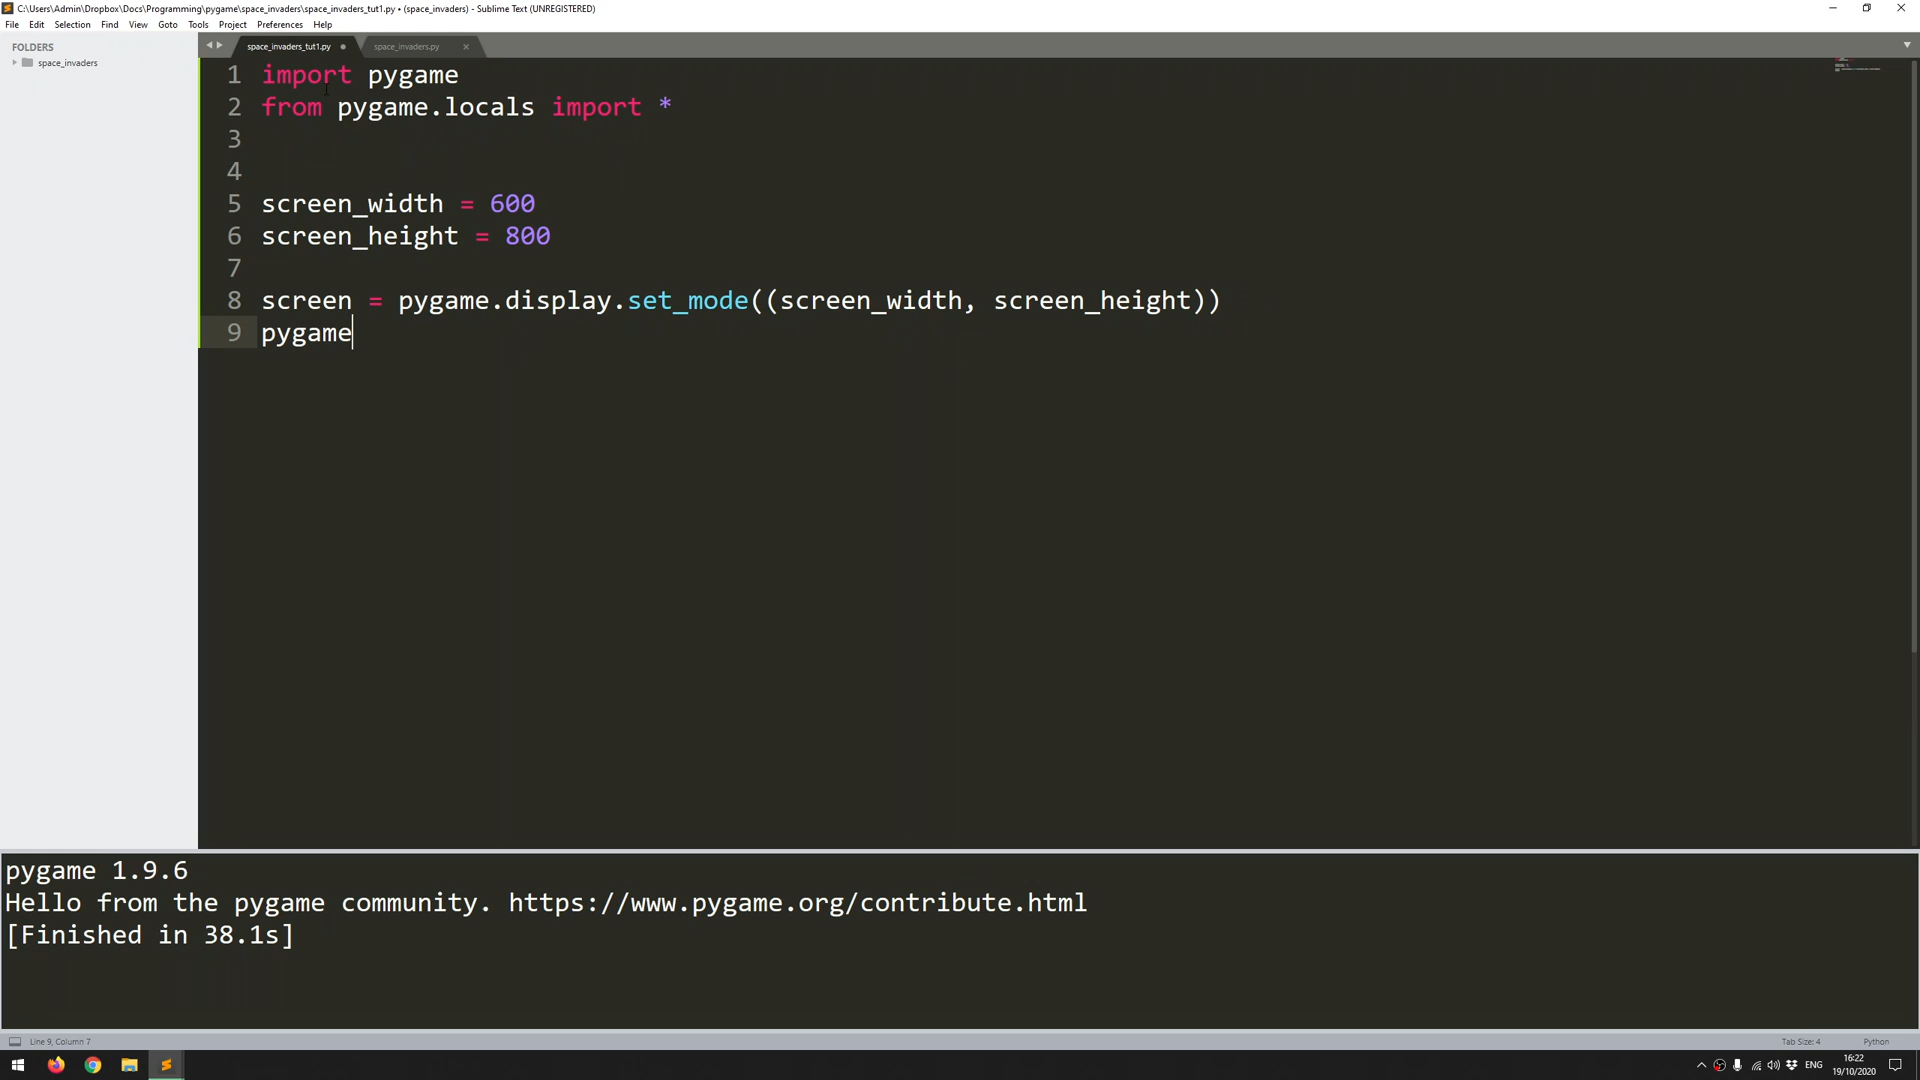 C:\Users\Admin\Dropbox\Docs\Programming\pygame\space_invaders\space_invaders_tut1.py • (space_invaders) - Sublime Text (UNREGISTERED)
File Edit Selection Find View Goto Tools Project Preferences Help
FOLDERS
space_invaders
space_invaders_tut1.py space_invaders.py
1 import pygame
2 from pygame.locals import *
3
4
5 screen_width = 600
6 screen_height = 800
7
8 screen = pygame.display.set_mode((screen_width, screen_height))
9 pygame
pygame 1.9.6
Hello from the pygame community. https://www.pygame.org/contribute.html
[Finished in 38.1s]
Line 9, Column 7 Tab Size: 4 Python
ENG 16:22
19/10/2020